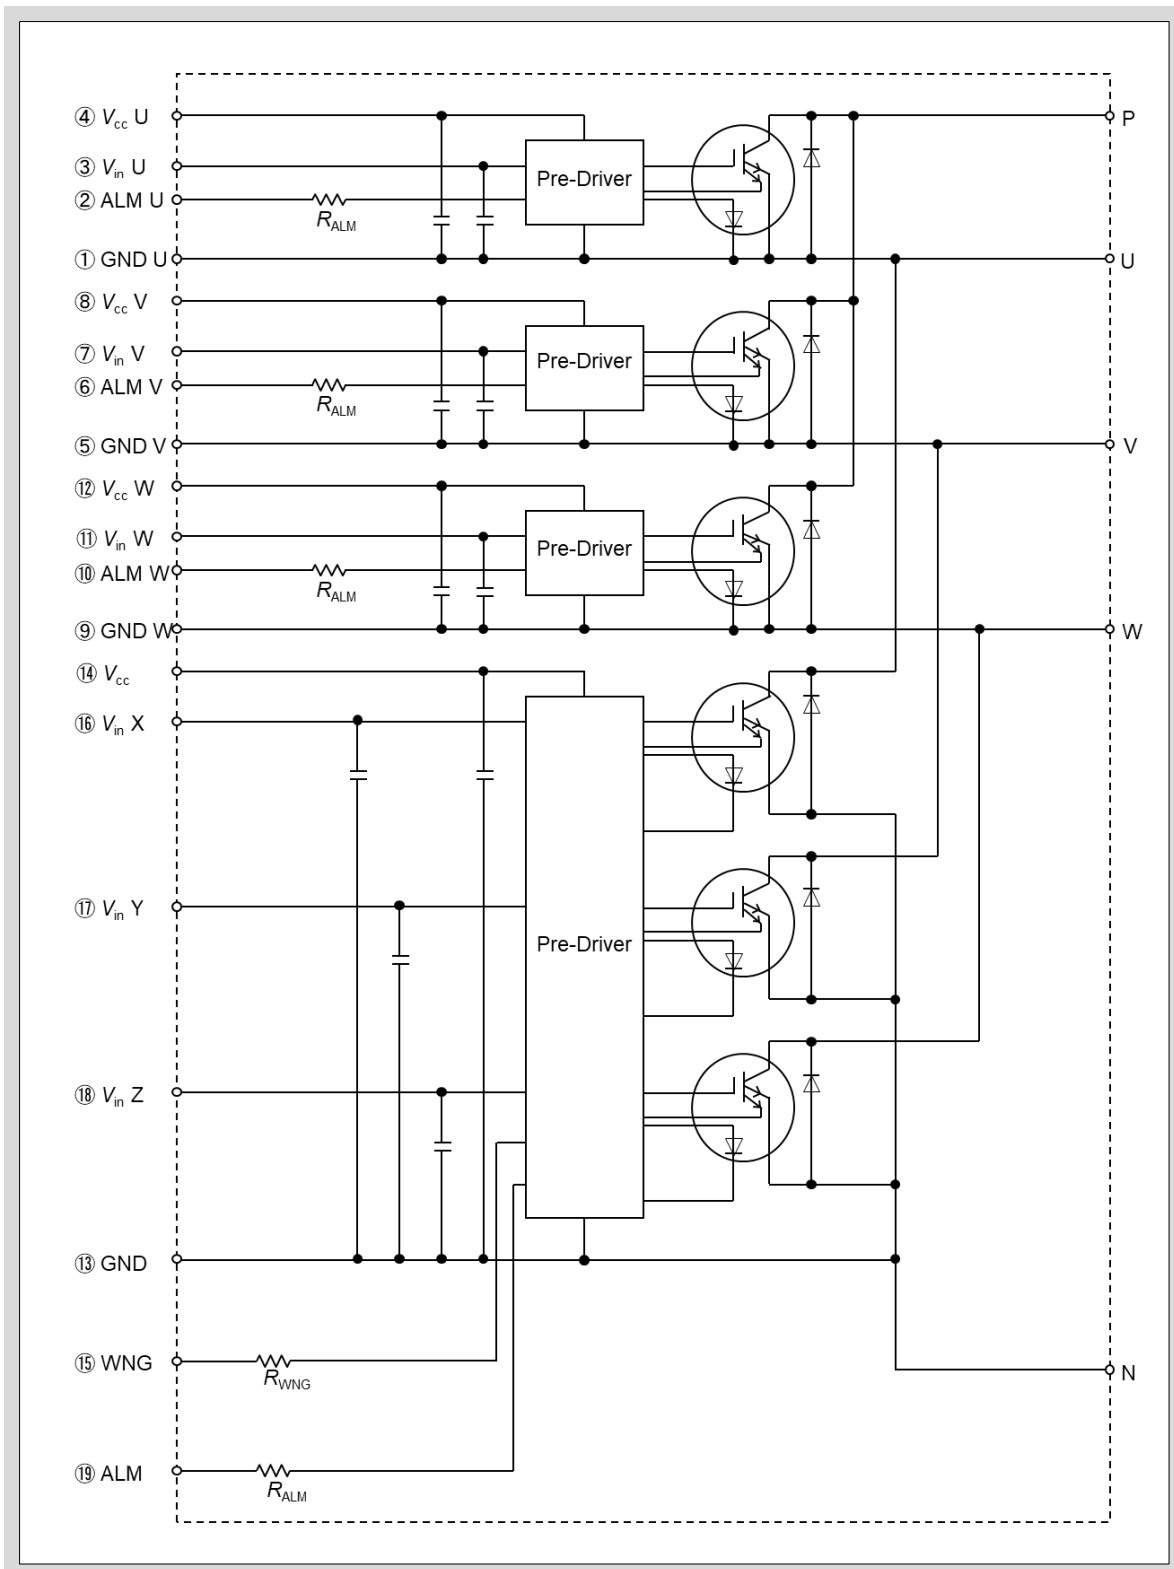 ④ Vcc U
P
③ Vin U
Pre-Driver
② ALM U
RALM
① GND U
U
⑧ Vcc V
⑦ Vin V
Pre-Driver
⑥ ALM V
RALM
⑤ GND V
V
⑫ Vcc W
⑪ Vin W
Pre-Driver
⑩ ALM W
RALM
⑨ GND W
W
⑭ Vcc
⑯ Vin X
⑰ Vin Y
Pre-Driver
⑱ Vin Z
⑬ GND
⑮ WNG
RWNG
N
⑲ ALM
RALM